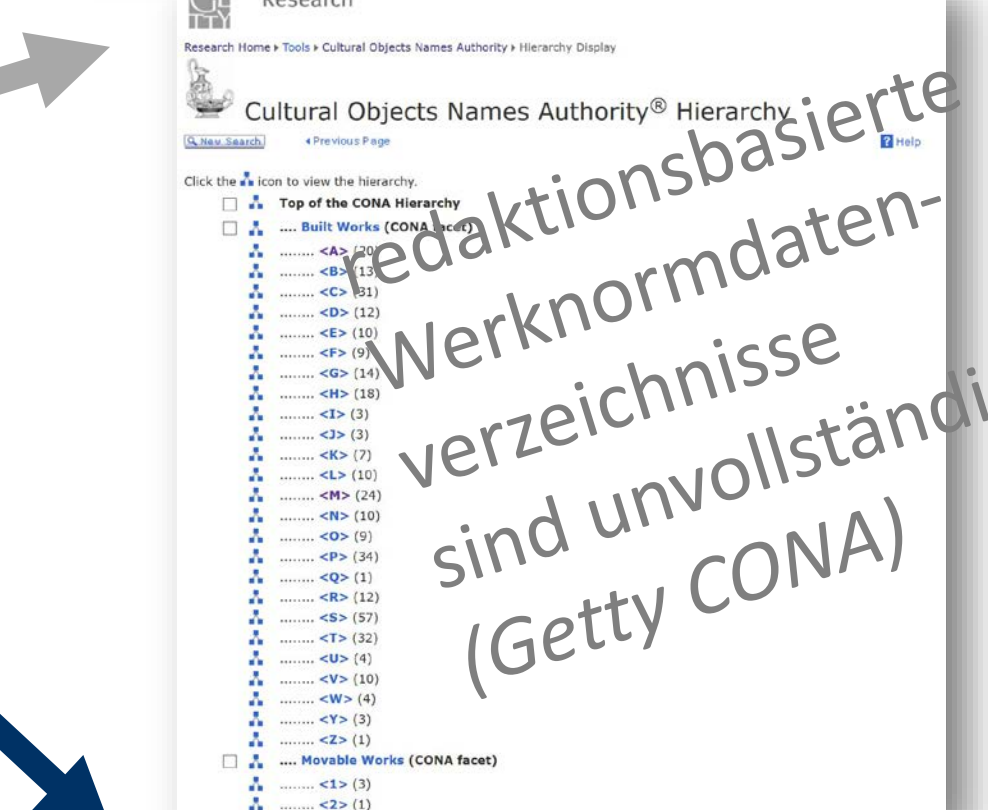 Research
Research Home ▸ Tools ▸ Cultural Objects Names Authority ▸ Hierarchy Display
Cultural Objects Names Authority® Hierarchy
New Search
Previous Page
? Help
Click the icon to view the hierarchy.
Top of the CONA Hierarchy
.... Built Works (CONA facet)
........ <A> (20)
........ <B> (13)
........ <C> (31)
........ <D> (12)
........ <E> (10)
........ <F> (9)
........ <G> (14)
........ <H> (18)
........ <I> (3)
........ <J> (3)
........ <K> (7)
........ <L> (10)
........ <M> (24)
........ <N> (10)
........ <O> (9)
........ <P> (34)
........ <Q> (1)
........ <R> (12)
........ <S> (57)
........ <T> (32)
........ <U> (4)
........ <V> (10)
........ <W> (4)
........ <Y> (3)
........ <Z> (1)
.... Movable Works (CONA facet)
........ <1> (3)
........ <2> (1)
redaktionsbasierte
Werknormdaten-
verzeichnisse
sind unvollständi
(Getty CONA)